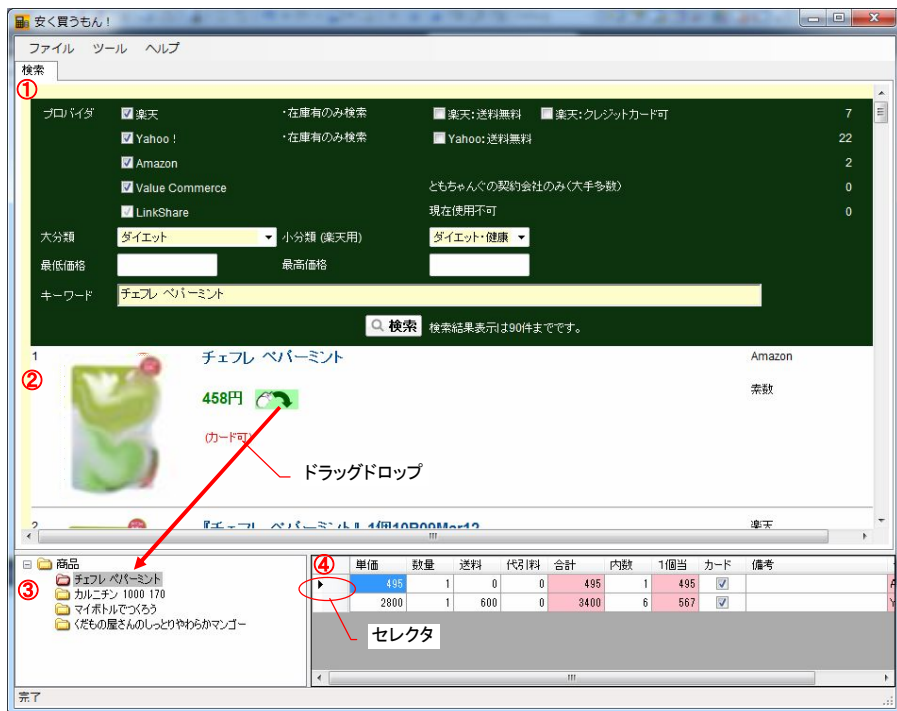 安く買うもん！
ファイル ツール ヘルプ
検索
①
プロバイダ 楽天 ・在庫有のみ検索 楽天:送料無料 楽天:クレジットカード可 7
Yahoo！ ・在庫有のみ検索 Yahoo:送料無料 22
Amazon 2
Value Commerce ともちゃんぐの契約会社のみ(大手多数) 0
LinkShare 現在使用不可 0
大分類 ダイエット 小分類 (楽天用) ダイエット・健康
最低価格 最高価格
キーワード チェフレ ペパーミント
検索 検索結果表示は90件までです。
1 チェフレ ペパーミント Amazon
②
458円 索数
(カード可)
ドラッグドロップ
2 『チェフレ ペパーミント』1個10P09Mar12 楽天
商品
③
チェフレ ペパーミント
カルニチン 1000 170
マイボトルでつくろう
くだもの屋さんのしっとりやわらかマンゴー
④
単価 数量 送料 代引料 合計 内数 1個当 カード 備考
495 1 0 0 495 1 495
2800 1 600 0 3400 6 567
セレクタ
完了